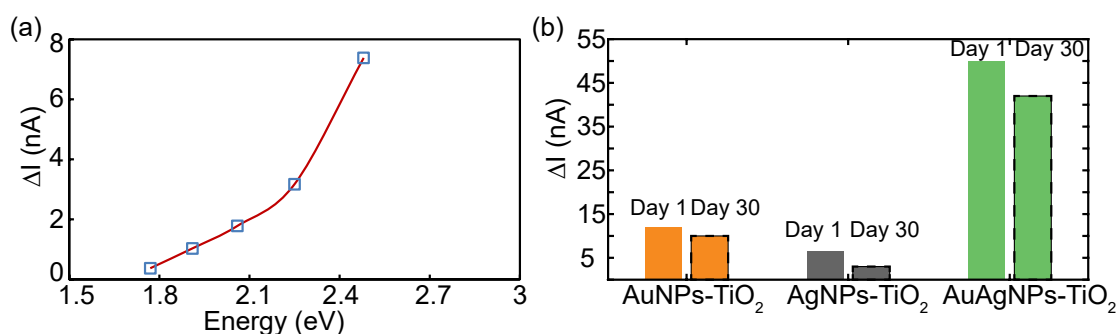 (a)
8
6
4
2
0
ΔI (nA)
1.5 1.8 2.1 2.4 2.7 3
Energy (eV)
(b)
55
45
35
25
15
5
ΔI (nA)
Day 1 Day 30
Day 1 Day 30
Day 1 Day 30
AuNPs-TiO₂ AgNPs-TiO₂ AuAgNPs-TiO₂